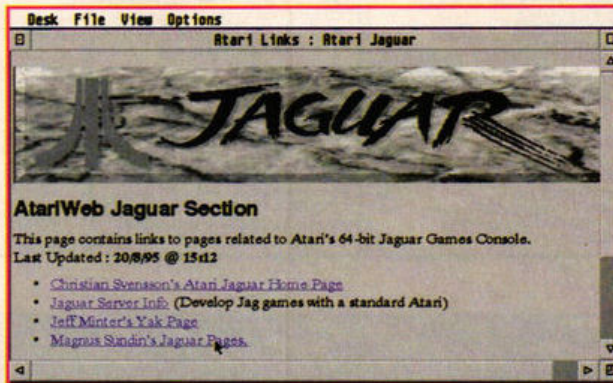 Desk File View Options
Atari Links : Atari Jaguar
JAGUAR
AtariWeb Jaguar Section
This page contains links to pages related to Atari's 64-bit Jaguar Games Console.
Last Updated : 20/8/95 @ 15:12
• Christian Svensson's Atari Jaguar Home Page
• Jaguar Server Info (Develop Jag games with a standard Atari)
• Jeff Minter's Yak Page
• Magnus Sundin's Jaguar Pages.